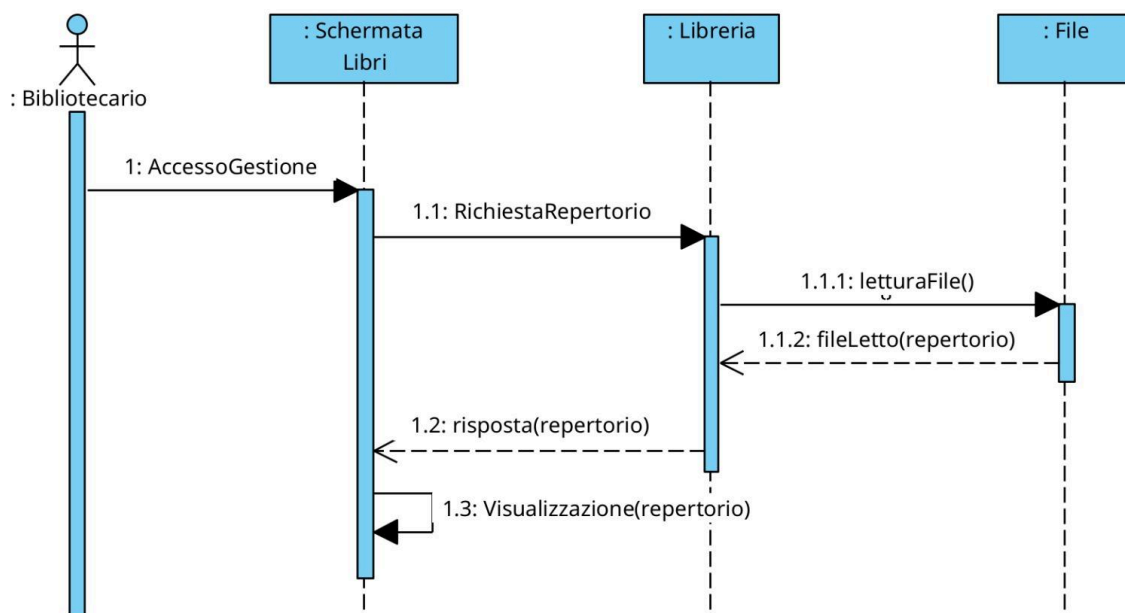 : Schermata
Libri
: Libreria
: File
: Bibliotecario
1: AccessoGestione
1.1: RichiestaRepertorio
1.1.1: letturaFile()
1.1.2: fileLetto(repertorio)
1.2: risposta(repertorio)
1.3: Visualizzazione(repertorio)